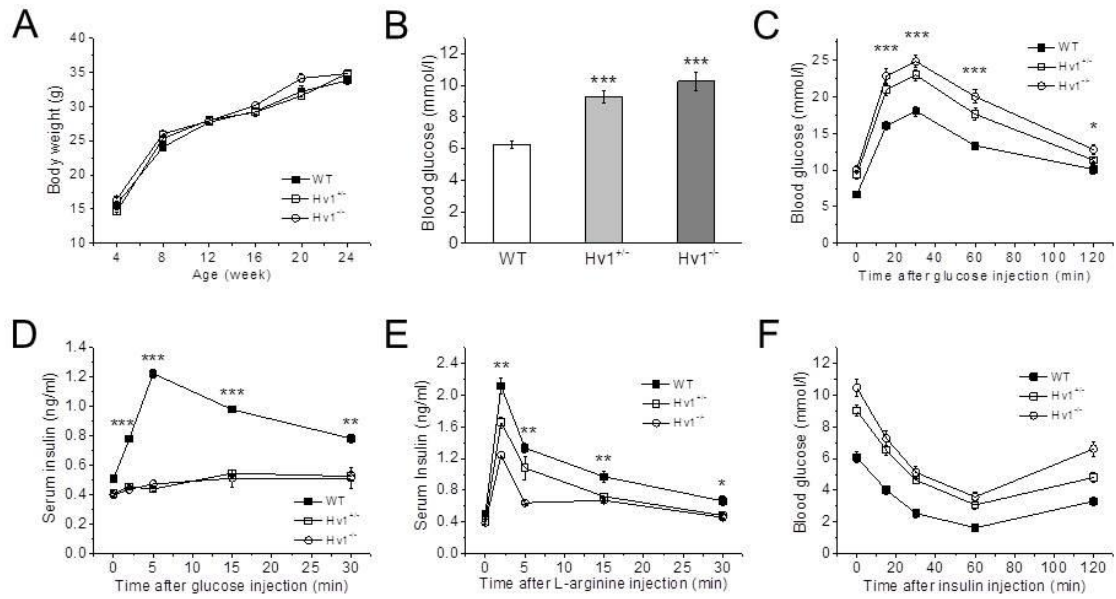 A
Body weight (g)
40
35
30
25
20
15
10
4 8 12 16 20 24
Age (week)
WT
Hv1+/-
Hv1-/-
B
Blood glucose (mmol/l)
12
10
8
6
4
2
0
***
***
WT Hv1+/- Hv1-/-
C
Blood glucose (mmol/l)
25
20
15
10
5
0
*** *** *** *
WT
Hv1+/-
Hv1-/-
0 20 40 60 80 100 120
Time after glucose injection (min)
D
Serum insulin (ng/ml)
1.4
1.2
1.0
0.8
0.6
0.4
0.2
0.0
*** *** *** **
WT
Hv1+/-
Hv1-/-
0 5 10 15 20 25 30
Time after glucose injection (min)
E
Serum Insulin (ng/ml)
2.4
2.0
1.6
1.2
0.8
0.4
0.0
** ** ** *
WT
Hv1+/-
Hv1-/-
0 5 10 15 20 25 30
Time after L-arginine injection (min)
F
Blood glucose (mmol/l)
12
10
8
6
4
2
0
WT
Hv1+/-
Hv1-/-
0 20 40 60 80 100 120
Time after insulin injection (min)